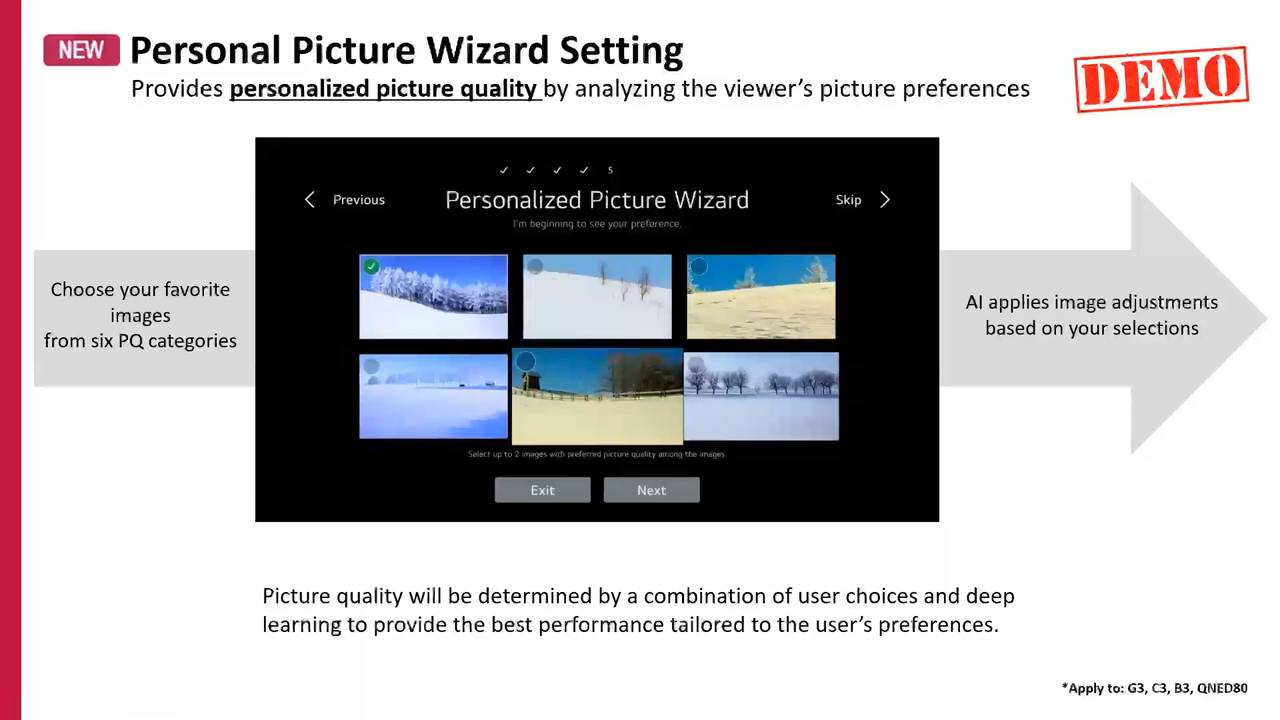 NEW Personal Picture Wizard Setting
Provides personalized picture quality by analyzing the viewer's picture preferences
DEMO
5
Previous
Personalized Picture Wizard
Skip
I'm beginning to see your preference.
Choose your favorite
images
from six PQ categories
AI applies image adjustments
based on your selections
Select up to 2 images with preferred picture quality among the images.
Exit
Next
Picture quality will be determined by a combination of user choices and deep
learning to provide the best performance tailored to the user's preferences.
*Apply to: G3, C3, B3, QNED80